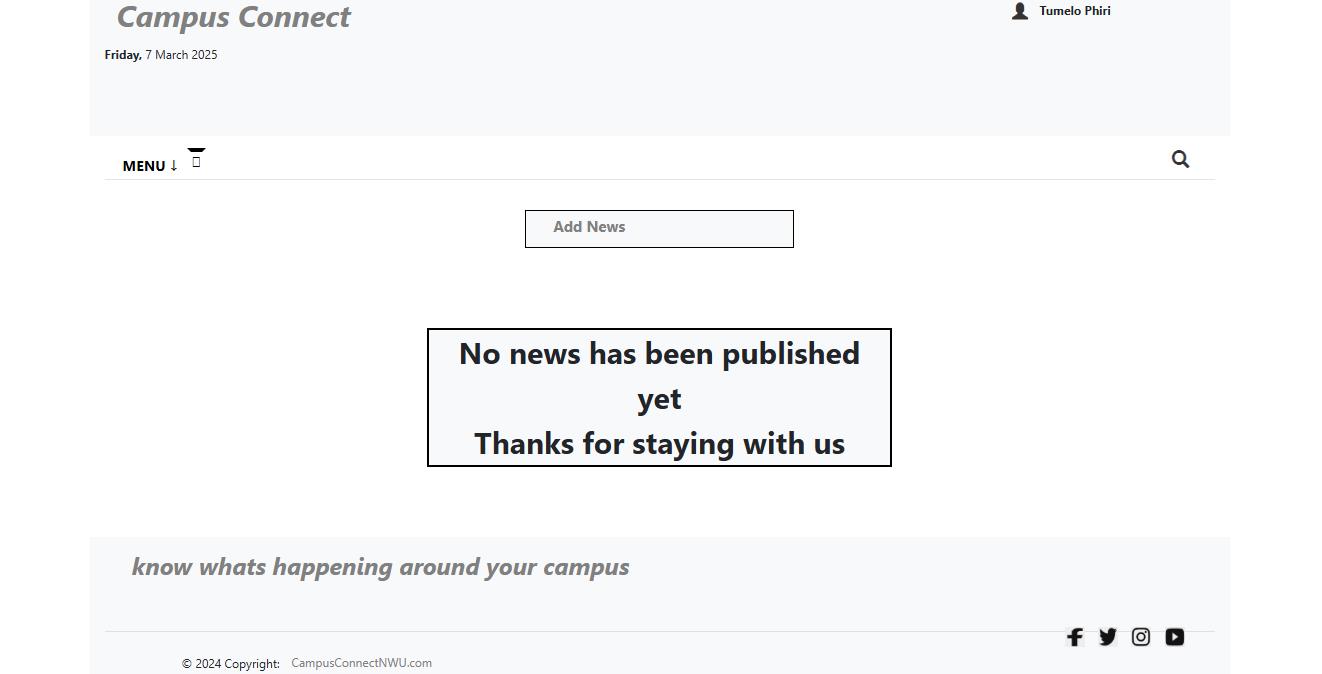 Campus Connect
Tumelo Phiri
Friday, 7 March 2025
MENU ↓
Add News
No news has been published
yet
Thanks for staying with us
know whats happening around your campus
© 2024 Copyright: CampusConnectNWU.com